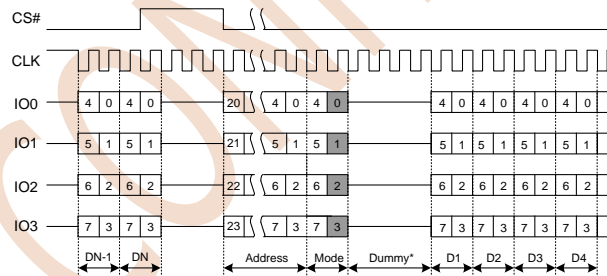 CS#
CLK
IO0 4 0 4 0 20 4 0 4 0 4 0 4 0 4 0 4 0
IO1 5 1 5 1 21 5 1 5 1 5 1 5 1 5 1 5 1
IO2 6 2 6 2 22 6 2 6 2 6 2 6 2 6 2 6 2
IO3 7 3 7 3 23 7 3 7 3 7 3 7 3 7 3 7 3
DN-1 DN Address Mode Dummy* D1 D2 D3 D4